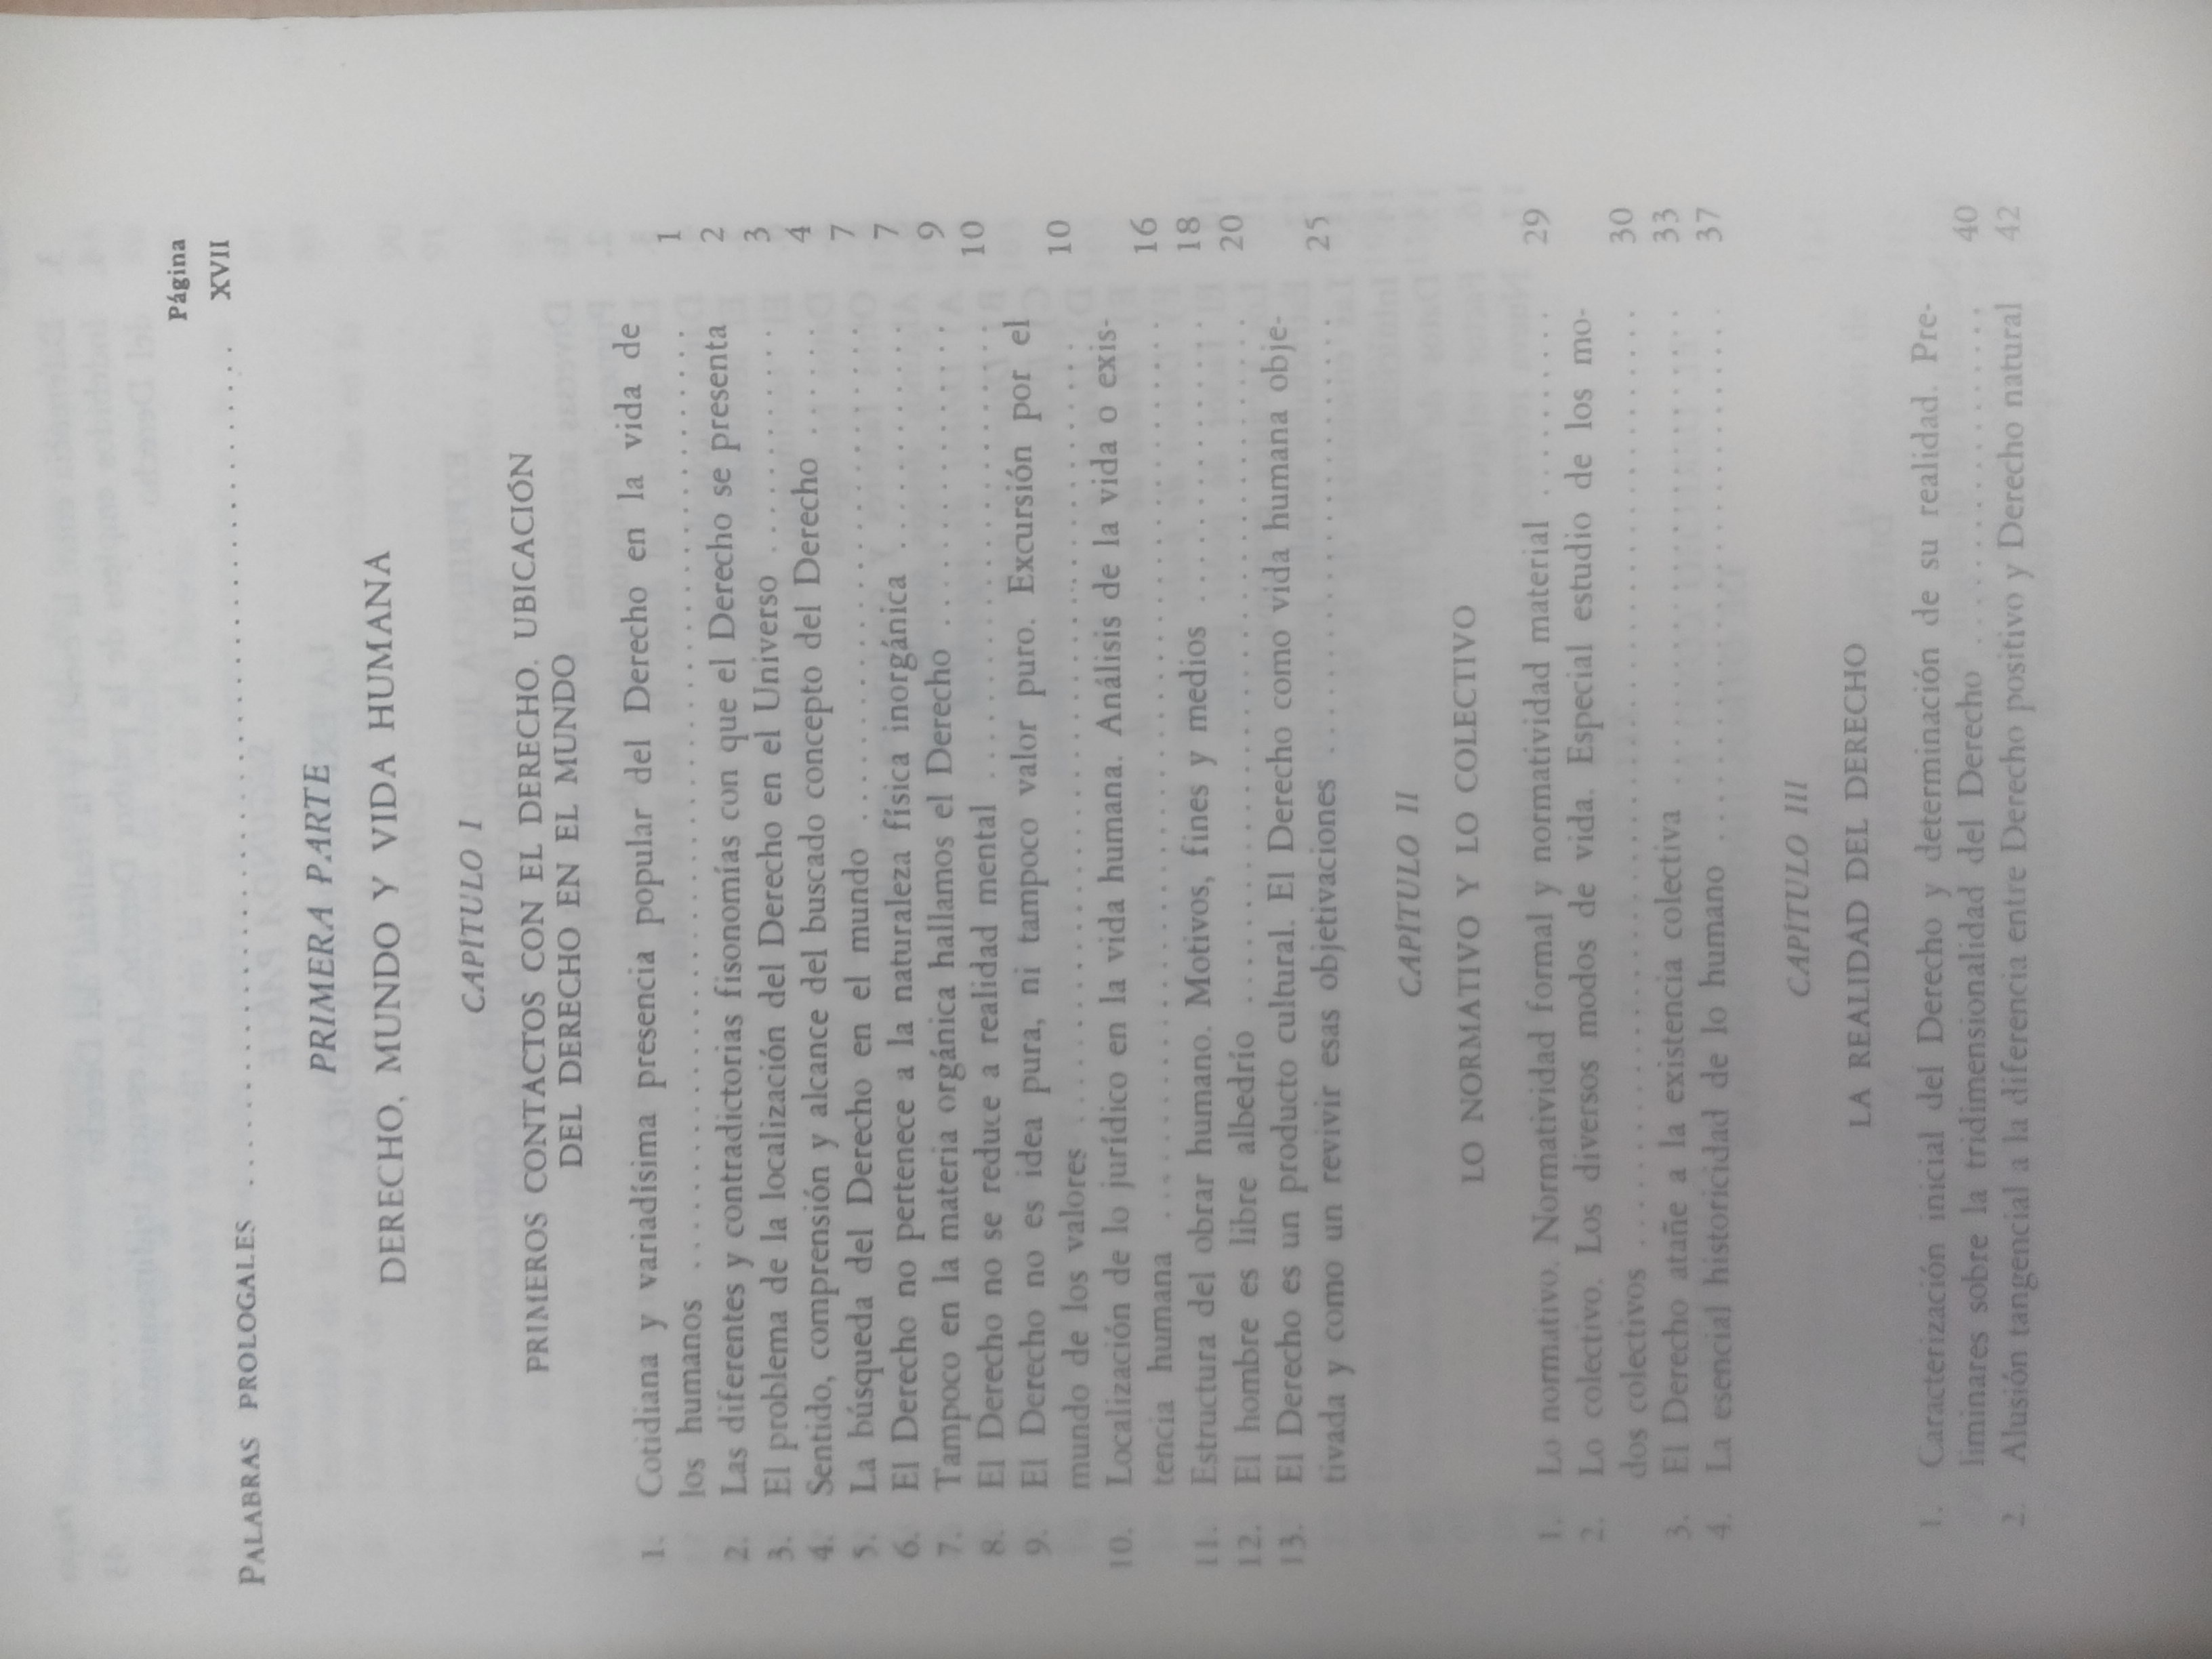 Página
PALABRAS PROLOGALES ........................................ XVII
PRIMERA PARTE
DERECHO, MUNDO Y VIDA HUMANA
CAPÍTULO I
PRIMEROS CONTACTOS CON EL DERECHO. UBICACIÓN
DEL DERECHO EN EL MUNDO
1. Cotidiana y variadísima presencia popular del Derecho en la vida de
los humanos ........................................ 1
2. Las diferentes y contradictorias fisonomías con que el Derecho se presenta 2
3. El problema de la localización del Derecho en el Universo .......... 3
4. Sentido, comprensión y alcance del buscado concepto del Derecho ...... 4
5. La búsqueda del Derecho en el mundo .............................. 7
6. El Derecho no pertenece a la naturaleza física inorgánica ............ 7
7. Tampoco en la materia orgánica hallamos el Derecho ................ 9
8. El Derecho no se reduce a realidad mental ........................ 10
9. El Derecho no es idea pura, ni tampoco valor puro. Excursión por el
mundo de los valores ........................................ 10
10. Localización de lo jurídico en la vida humana. Análisis de la vida o exis-
tencia humana ........................................ 16
11. Estructura del obrar humano. Motivos, fines y medios .............. 18
12. El hombre es libre albedrío ........................................ 20
13. El Derecho es un producto cultural. El Derecho como vida humana obje-
tivada y como un revivir esas objetivaciones ........................ 25
CAPÍTULO II
LO NORMATIVO Y LO COLECTIVO
1. Lo normativo. Normatividad formal y normatividad material .......... 29
2. Lo colectivo. Los diversos modos de vida. Especial estudio de los mo-
dos colectivos ........................................ 30
3. El Derecho atañe a la existencia colectiva .......................... 33
4. La esencial historicidad de lo humano .............................. 37
CAPÍTULO III
LA REALIDAD DEL DERECHO
1. Caracterización inicial del Derecho y determinación de su realidad. Pre-
liminares sobre la tridimensionalidad del Derecho .................. 40
2. Alusión tangencial a la diferencia entre Derecho positivo y Derecho natural 42